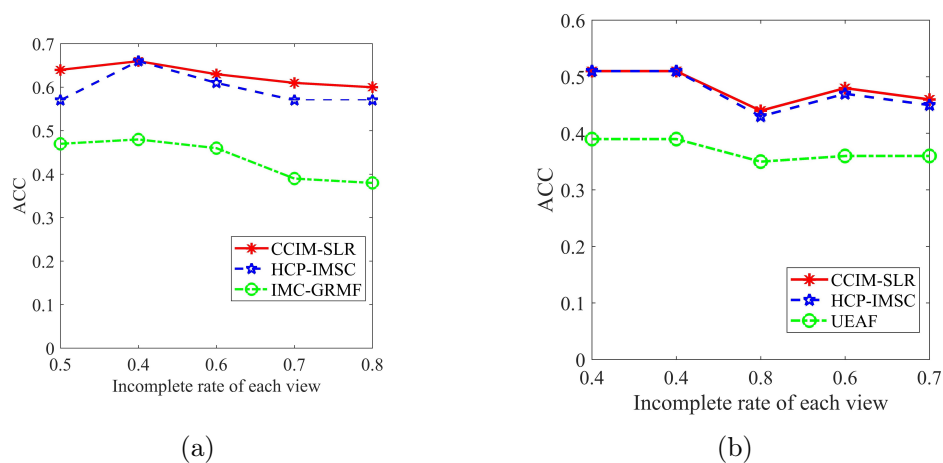 0.7
0.6
0.5
0.4
0.3
0.2
0.1
0
ACC
CCIM-SLR
HCP-IMSC
IMC-GRMF
0.5 0.4 0.6 0.7 0.8
Incomplete rate of each view
(a)
0.6
0.5
0.4
0.3
0.2
0.1
0
ACC
CCIM-SLR
HCP-IMSC
UEAF
0.4 0.4 0.8 0.6 0.7
Incomplete rate of each view
(b)